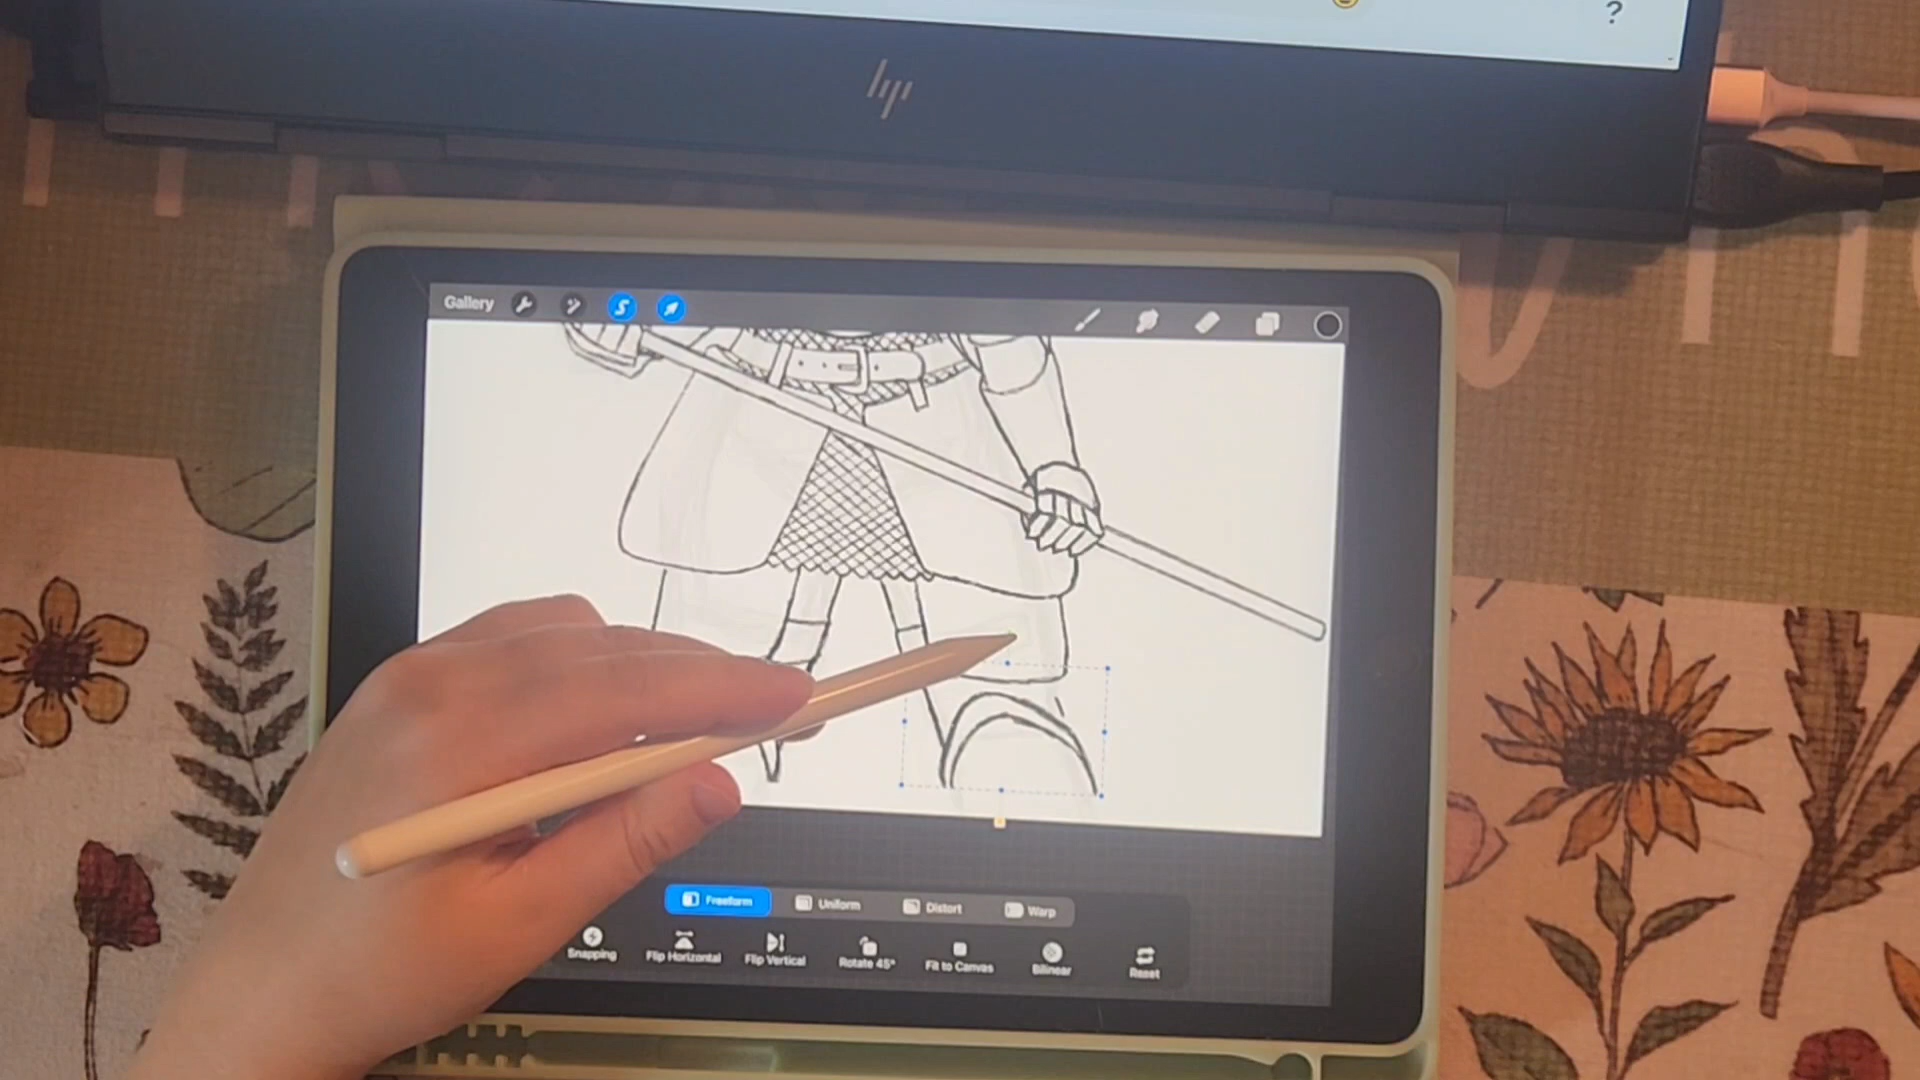 ?
hp
Gallery
Freeform Uniform Distort Warp
Snapping Flip Horizontal Flip Vertical Rotate 45° Fit to Canvas Bilinear Reset